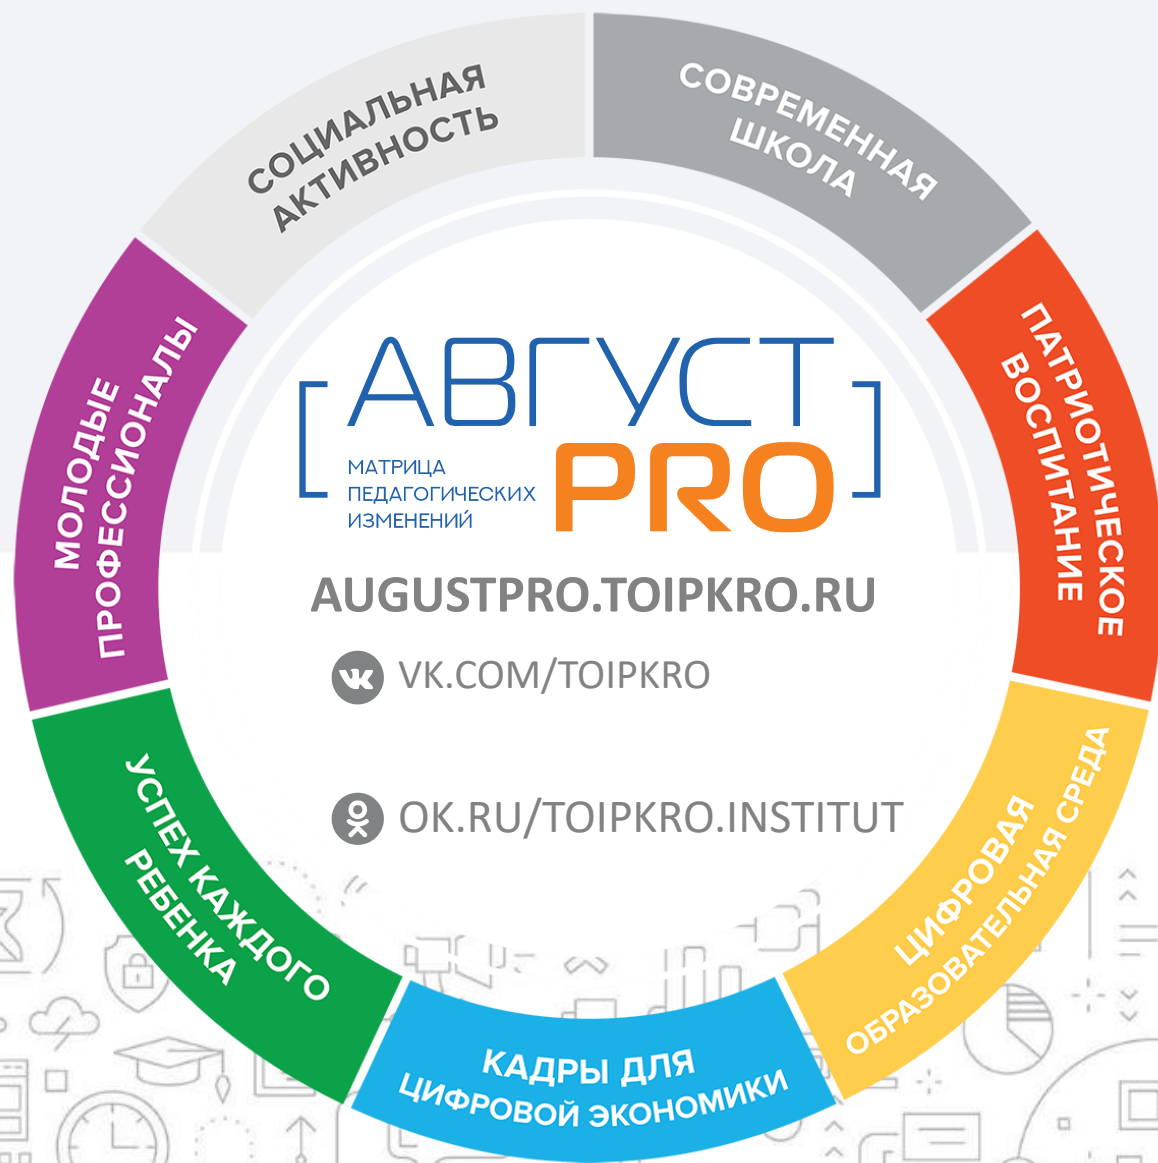 СОЦИАЛЬНАЯ
АКТИВНОСТЬ
СОВРЕМЕННАЯ
ШКОЛА
ПАТРИОТИЧЕСКОЕ
ВОСПИТАНИЕ
ЦИФРОВАЯ
ОБРАЗОВАТЕЛЬНАЯ СРЕДА
КАДРЫ ДЛЯ
ЦИФРОВОЙ ЭКОНОМИКИ
УСПЕХ КАЖДОГО
РЕБЕНКА
МОЛОДЫЕ
ПРОФЕССИОНАЛЫ
[АВГУСТ]
PRO
МАТРИЦА
ПЕДАГОГИЧЕСКИХ
ИЗМЕНЕНИЙ
AUGUSTPRO.TOIPKRO.RU
VK.COM/TOIPKRO
OK.RU/TOIPKRO.INSTITUT